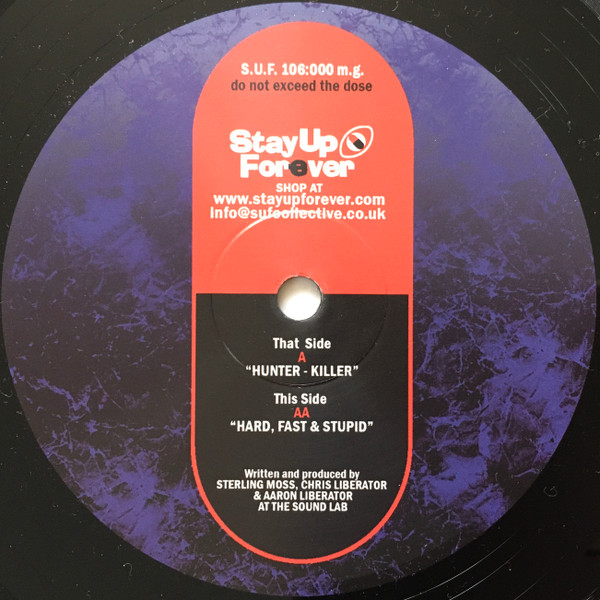 S.U.F. 106:000 m.g.
do not exceed the dose
Stay Up
Forever
SHOP AT
www.stayupforever.com
Info@sufcollective.co.uk
That Side
A
"HUNTER - KILLER"
This Side
AA
"HARD, FAST & STUPID"
Written and produced by
STERLING MOSS, CHRIS LIBERATOR
& AARON LIBERATOR
AT THE SOUND LAB